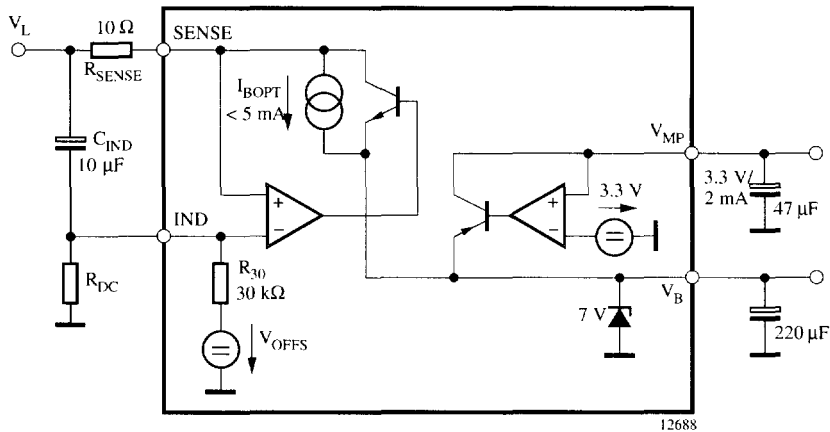 V_L
10 Ω
R_SENSE
SENSE
I_BOPT
< 5 mA
C_IND
10 μF
V_MP
3.3 V
3.3 V/
2 mA
47 μF
IND
+
−
+
−
R_DC
R_30
30 kΩ
V_OFFS
7 V
V_B
220 μF
12688